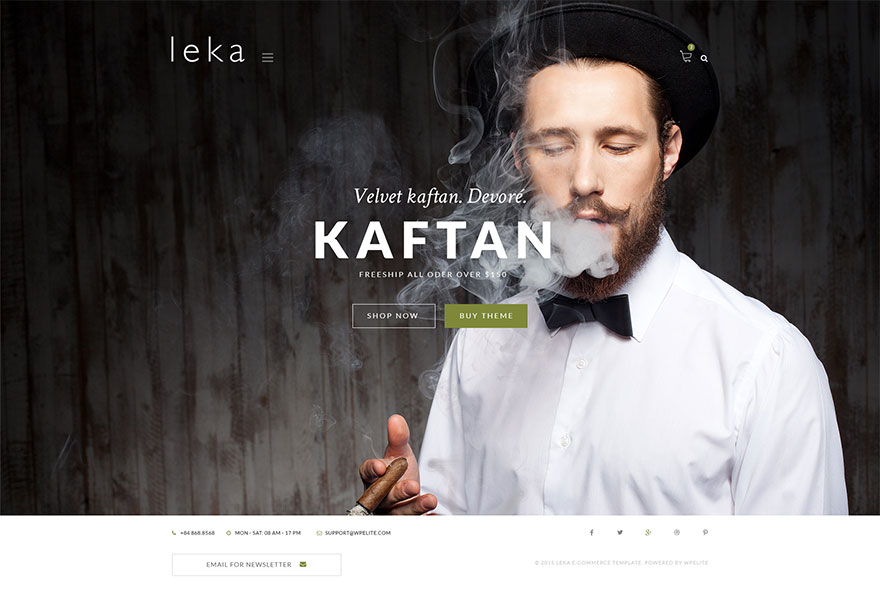 leka
2
Velvet kaftan. Devoré.
KAFTAN
FREESHIP ALL ODER OVER $150
SHOP NOW
BUY THEME
+84 868.8568
MON - SAT: 08 AM - 17 PM
SUPPORT@WPELITE.COM
EMAIL FOR NEWSLETTER
© 2015 LEKA E-COMMERCE TEMPLATE. POWERED BY WPELITE